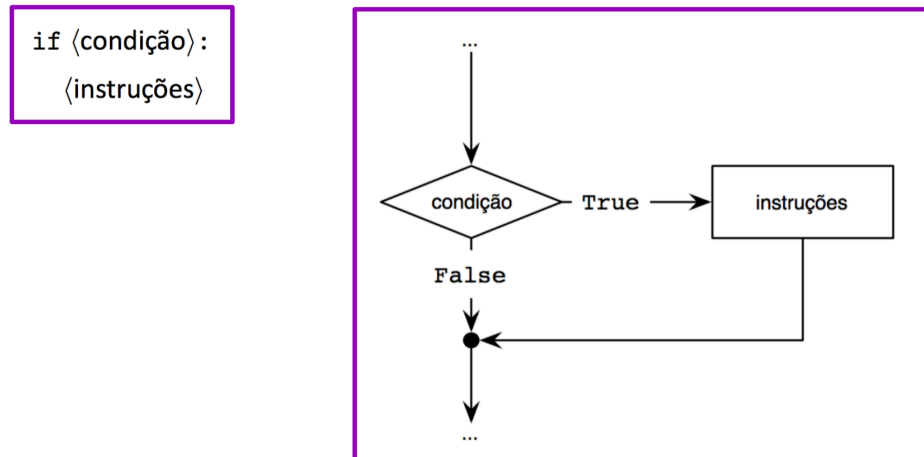 if ⟨condição⟩:
⟨instruções⟩
...
condição
True
instruções
False
...